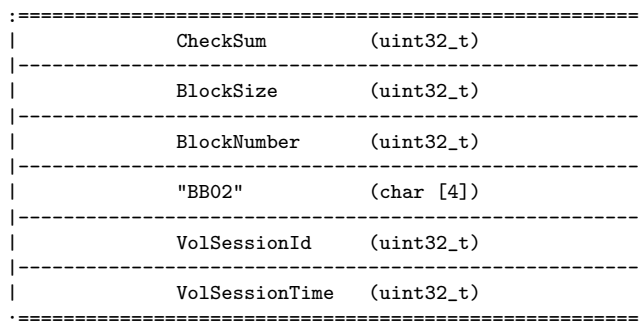 :=======================================================
|              CheckSum         (uint32_t)
|-------------------------------------------------------
|              BlockSize        (uint32_t)
|-------------------------------------------------------
|              BlockNumber      (uint32_t)
|-------------------------------------------------------
|              "BB02"           (char [4])
|-------------------------------------------------------
|              VolSessionId     (uint32_t)
|-------------------------------------------------------
|              VolSessionTime   (uint32_t)
:=======================================================